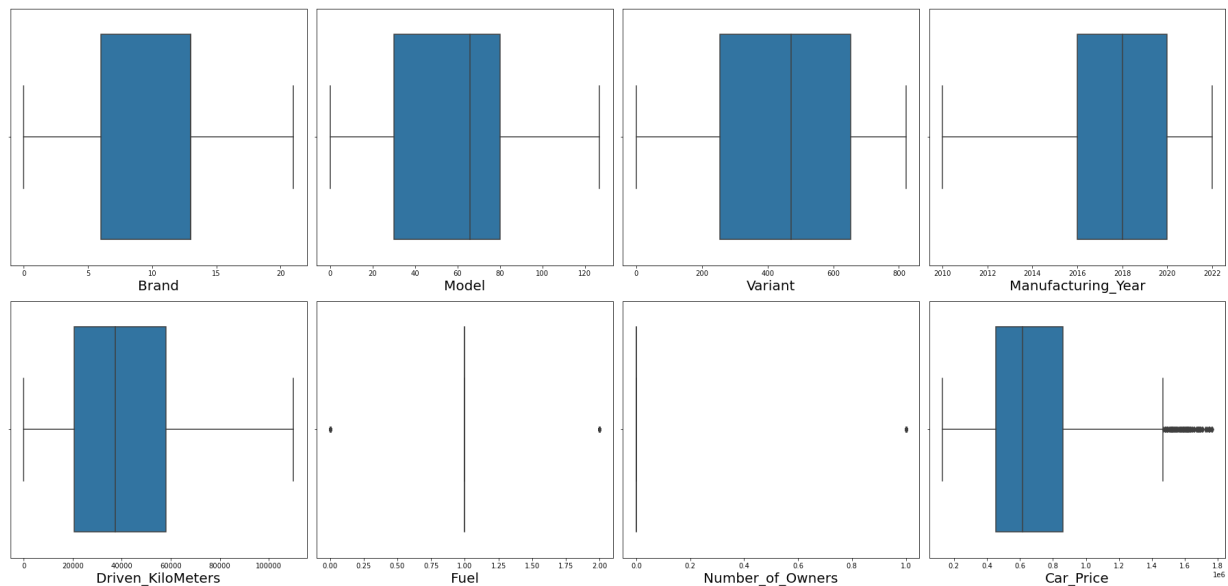 0 5 10 15 20
Brand
0 20 40 60 80 100 120
Model
0 200 400 600 800
Variant
2010 2012 2014 2016 2018 2020 2022
Manufacturing_Year
0 20000 40000 60000 80000 100000
Driven_KiloMeters
0.00 0.25 0.50 0.75 1.00 1.25 1.50 1.75 2.00
Fuel
0.0 0.2 0.4 0.6 0.8 1.0
Number_of_Owners
0.2 0.4 0.6 0.8 1.0 1.2 1.4 1.6 1.8
1e6
Car_Price